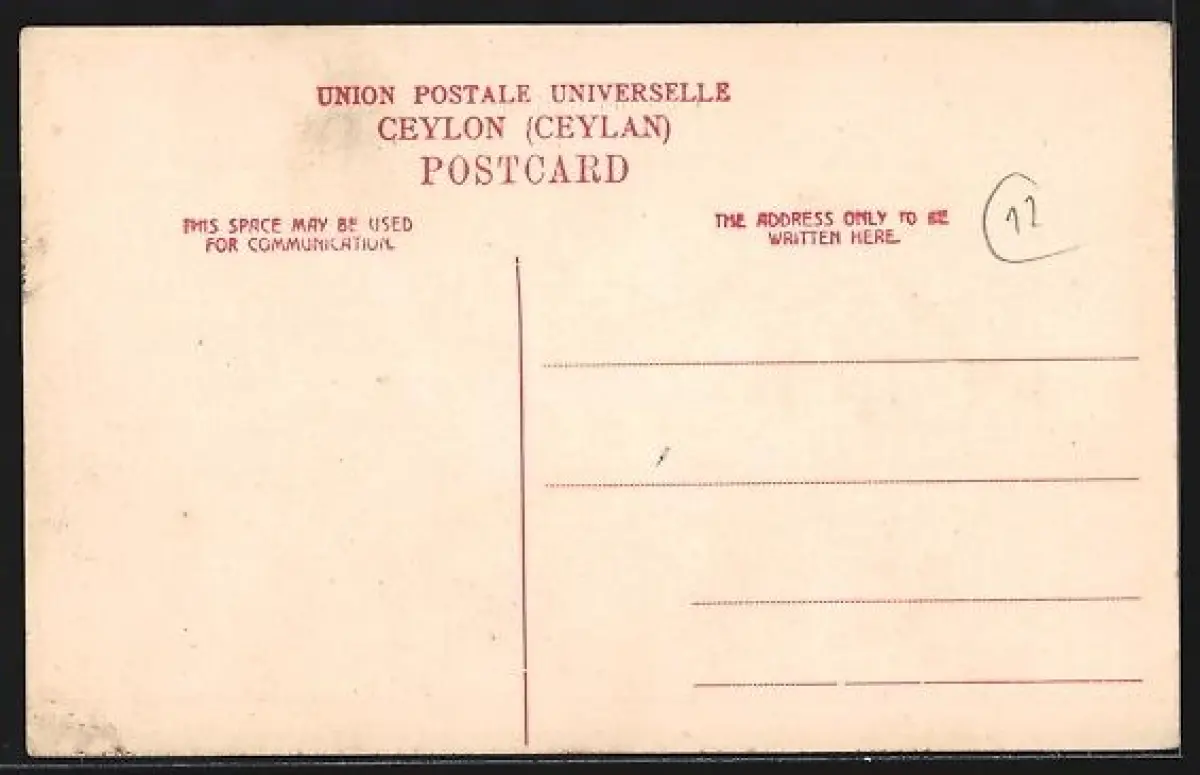 UNION POSTALE UNIVERSELLE
CEYLON (CEYLAN)
POSTCARD
THIS SPACE MAY BE USED
FOR COMMUNICATION.
THE ADDRESS ONLY TO BE
WRITTEN HERE.
12